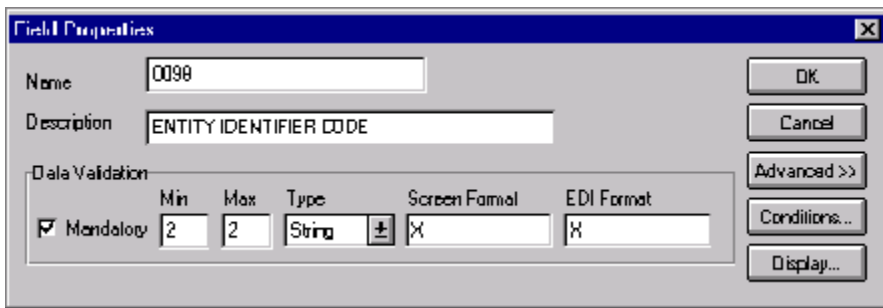 Field Properties
Name 0098 OK
Description ENTITY IDENTIFIER CODE Cancel
Data Validation Advanced >>
Min Max Type Screen Format EDI Format
Mandatory 2 2 String X X Conditions...
Display...